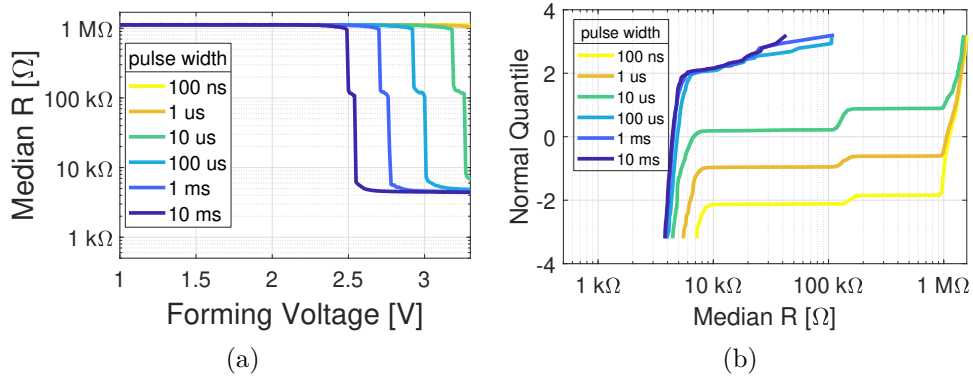 Median R [Ω]
1 MΩ
100 kΩ
10 kΩ
1 kΩ
pulse width
100 ns
1 us
10 us
100 us
1 ms
10 ms
1
1.5
2
2.5
3
Forming Voltage [V]
(a)
Normal Quantile
4
2
0
-2
-4
pulse width
100 ns
1 us
10 us
100 us
1 ms
10 ms
1 kΩ
10 kΩ
100 kΩ
1 MΩ
Median R [Ω]
(b)